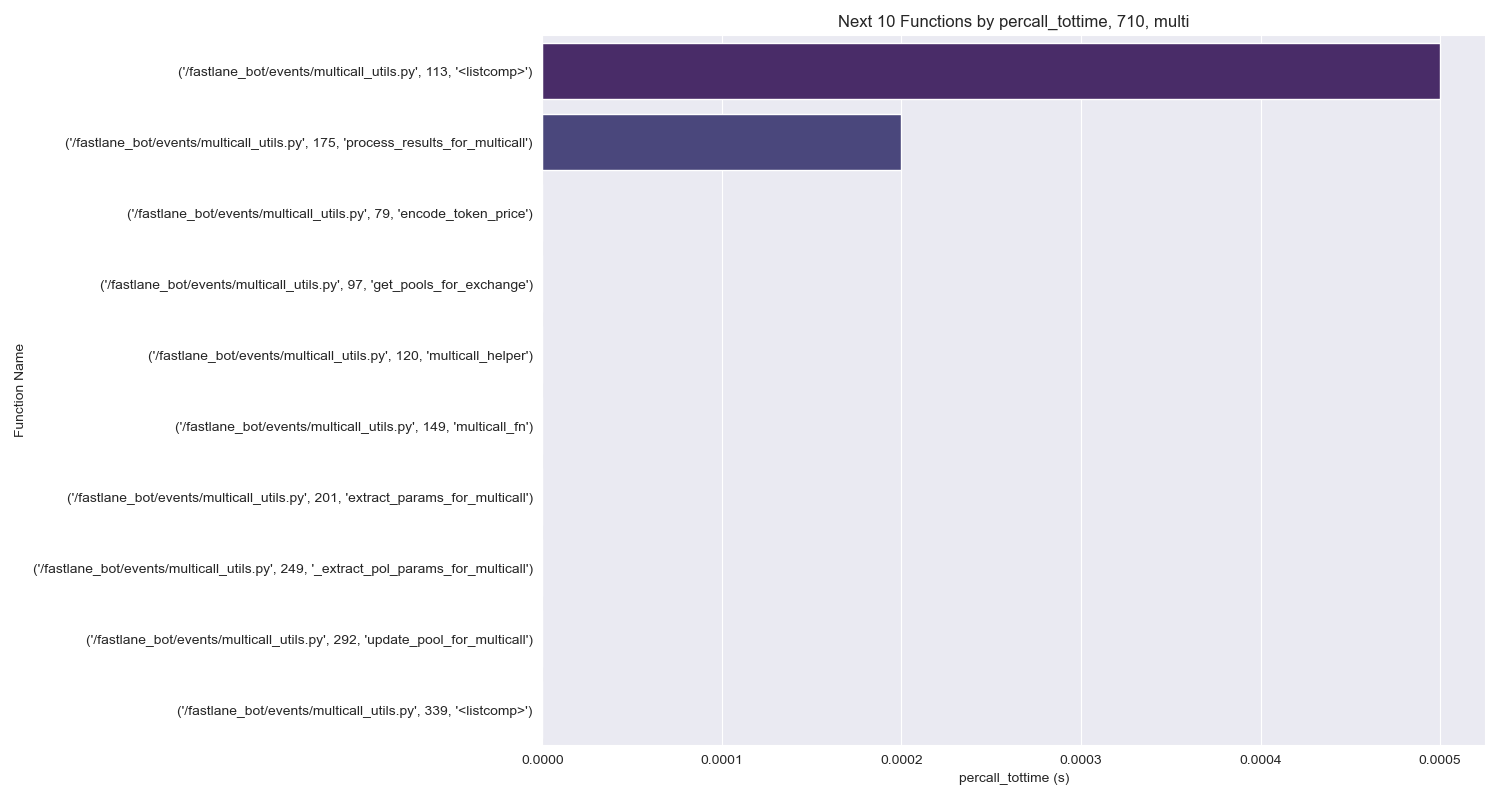 Next 10 Functions by percall_tottime, 710, multi
('/fastlane_bot/events/multicall_utils.py', 113, '<listcomp>')
('/fastlane_bot/events/multicall_utils.py', 175, 'process_results_for_multicall')
('/fastlane_bot/events/multicall_utils.py', 79, 'encode_token_price')
('/fastlane_bot/events/multicall_utils.py', 97, 'get_pools_for_exchange')
('/fastlane_bot/events/multicall_utils.py', 120, 'multicall_helper')
('/fastlane_bot/events/multicall_utils.py', 149, 'multicall_fn')
('/fastlane_bot/events/multicall_utils.py', 201, 'extract_params_for_multicall')
('/fastlane_bot/events/multicall_utils.py', 249, '_extract_pol_params_for_multicall')
('/fastlane_bot/events/multicall_utils.py', 292, 'update_pool_for_multicall')
('/fastlane_bot/events/multicall_utils.py', 339, '<listcomp>')
Function Name
0.0000 0.0001 0.0002 0.0003 0.0004 0.0005
percall_tottime (s)